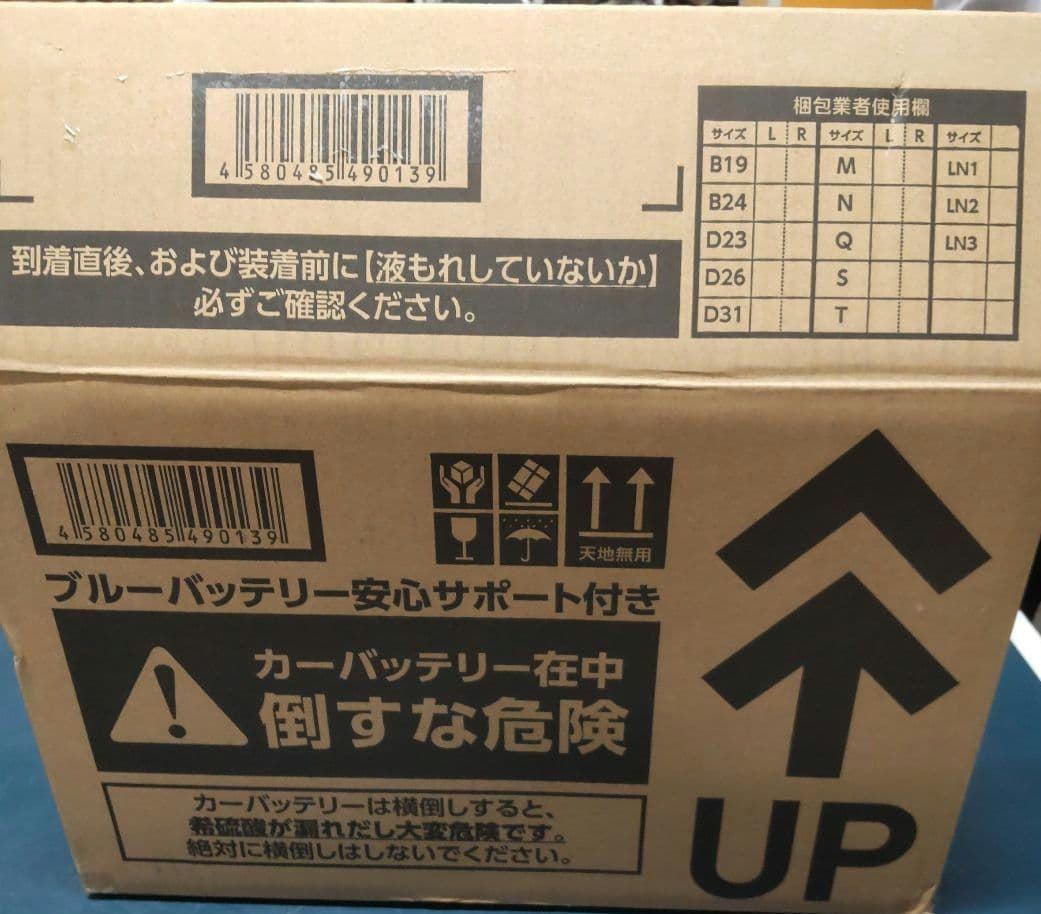 4 580485 490139
梱包業者使用欄
サイズ L R サイズ L R サイズ
B19 M LN1
B24 N LN2
D23 Q LN3
D26 S
D31 T
到着直後、および装着前に【液もれしていないか】
必ずご確認ください。
4 580485 490139
天地無用
ブルーバッテリー安心サポート付き
カーバッテリー在中
倒すな危険
カーバッテリーは横倒しすると、
希硫酸が漏れだし大変危険です。
絶対に横倒しはしないでください。
UP